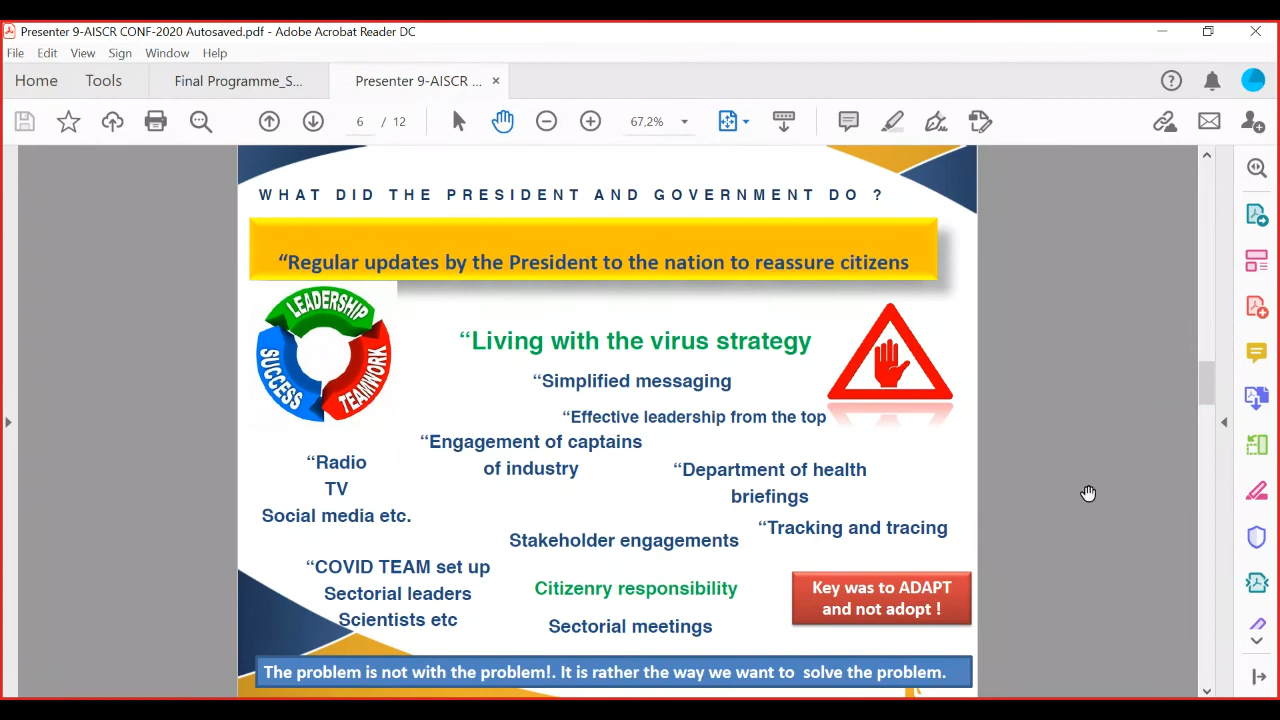 Presenter 9-AISCR CONF-2020 Autosaved.pdf - Adobe Acrobat Reader DC
File Edit View Sign Window Help
Home Tools Final Programme_S... Presenter 9-AISCR ... ×
6 / 12 67,2%
WHAT DID THE PRESIDENT AND GOVERNMENT DO ?
“Regular updates by the President to the nation to reassure citizens
LEADERSHIP
TEAMWORK
SUCCESS
“Living with the virus strategy
“Simplified messaging
“Effective leadership from the top
“Engagement of captains
of industry
“Radio
TV
Social media etc.
“Department of health
briefings
“Tracking and tracing
Stakeholder engagements
“COVID TEAM set up
Sectorial leaders
Scientists etc
Citizenry responsibility
Sectorial meetings
Key was to ADAPT
and not adopt !
The problem is not with the problem!. It is rather the way we want to solve the problem.